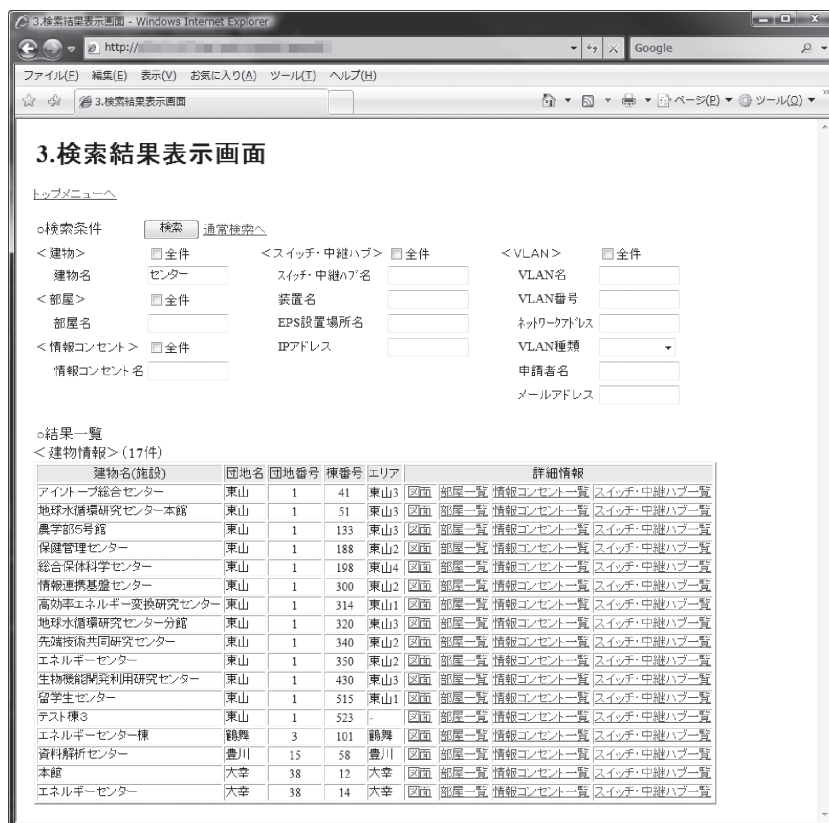 3.検索結果表示画面 - Windows Internet Explorer
http://
Google
ファイル(F) 編集(E) 表示(V) お気に入り(A) ツール(T) ヘルプ(H)
3.検索結果表示画面 ページ(P) ツール(O)
3.検索結果表示画面
トップメニューへ
○検索条件 検索 通常検索へ
<建物> 全件 <スイッチ・中継ハブ> 全件 <VLAN> 全件
建物名 センター スイッチ・中継ハブ名 VLAN名
<部屋> 全件 装置名 VLAN番号
部屋名 EPS設置場所名 ネットワークアドレス
<情報コンセント> 全件 IPアドレス VLAN種類
情報コンセント名 申請者名
メールアドレス
○結果一覧
<建物情報>(17件)
建物名(施設) 団地名 団地番号 棟番号 エリア 詳細情報
アイソトープ総合センター 東山 1 41 東山3 図面 部屋一覧 情報コンセント一覧 スイッチ・中継ハブ一覧
地球水循環研究センター本館 東山 1 51 東山3 図面 部屋一覧 情報コンセント一覧 スイッチ・中継ハブ一覧
農学部5号館 東山 1 133 東山3 図面 部屋一覧 情報コンセント一覧 スイッチ・中継ハブ一覧
保健管理センター 東山 1 188 東山2 図面 部屋一覧 情報コンセント一覧 スイッチ・中継ハブ一覧
総合保体科学センター 東山 1 198 東山4 図面 部屋一覧 情報コンセント一覧 スイッチ・中継ハブ一覧
情報連携基盤センター 東山 1 300 東山2 図面 部屋一覧 情報コンセント一覧 スイッチ・中継ハブ一覧
高効率エネルギー変換研究センター 東山 1 314 東山1 図面 部屋一覧 情報コンセント一覧 スイッチ・中継ハブ一覧
地球水循環研究センター分館 東山 1 320 東山3 図面 部屋一覧 情報コンセント一覧 スイッチ・中継ハブ一覧
先端技術共同研究センター 東山 1 340 東山2 図面 部屋一覧 情報コンセント一覧 スイッチ・中継ハブ一覧
エネルギーセンター 東山 1 350 東山2 図面 部屋一覧 情報コンセント一覧 スイッチ・中継ハブ一覧
生物機能開発利用研究センター 東山 1 430 東山3 図面 部屋一覧 情報コンセント一覧 スイッチ・中継ハブ一覧
留学生センター 東山 1 515 東山1 図面 部屋一覧 情報コンセント一覧 スイッチ・中継ハブ一覧
テスト棟3 東山 1 523 - 図面 部屋一覧 情報コンセント一覧 スイッチ・中継ハブ一覧
エネルギーセンター棟 鶴舞 3 101 鶴舞 図面 部屋一覧 情報コンセント一覧 スイッチ・中継ハブ一覧
資料解析センター 豊川 15 58 豊川 図面 部屋一覧 情報コンセント一覧 スイッチ・中継ハブ一覧
本館 大幸 38 12 大幸 図面 部屋一覧 情報コンセント一覧 スイッチ・中継ハブ一覧
エネルギーセンター 大幸 38 14 大幸 図面 部屋一覧 情報コンセント一覧 スイッチ・中継ハブ一覧